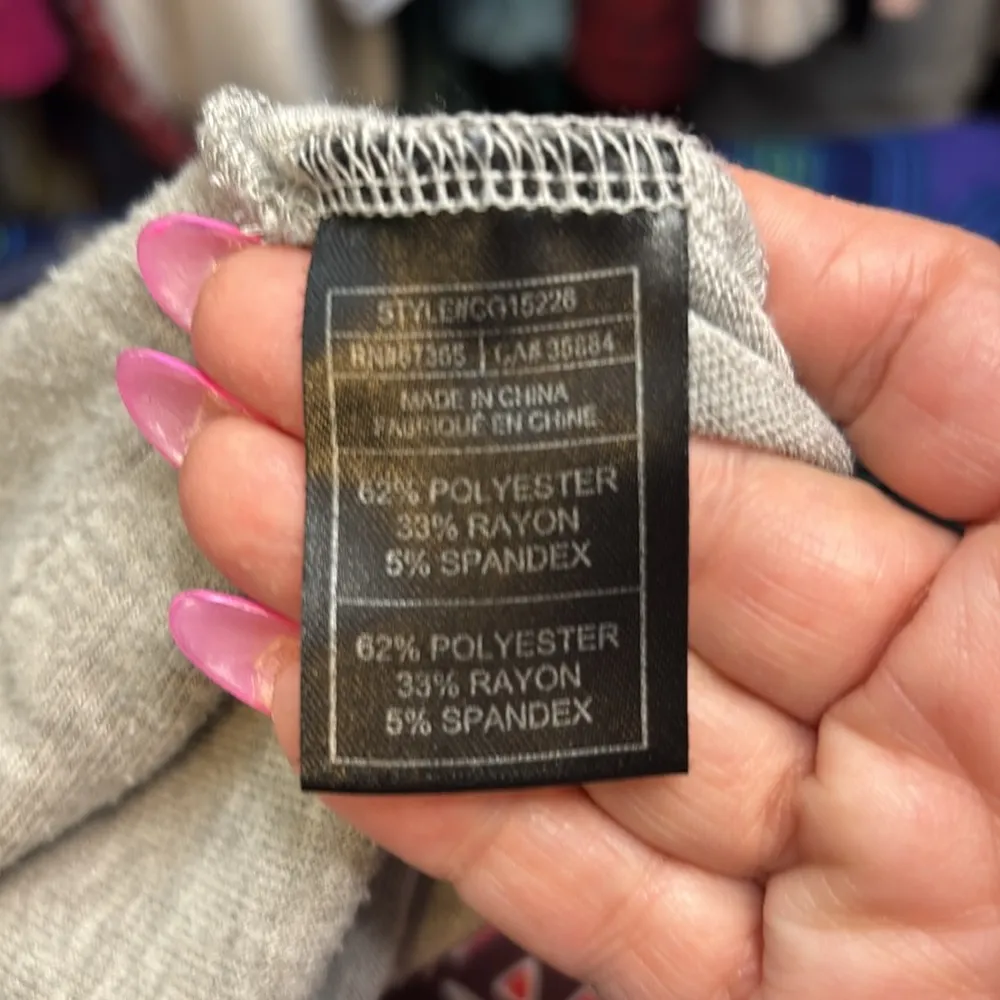 STYLE#CG15226
RN#67365 | CA# 35884
MADE IN CHINA
FABRIQUÉ EN CHINE
62% POLYESTER
33% RAYON
5% SPANDEX
62% POLYESTER
33% RAYON
5% SPANDEX